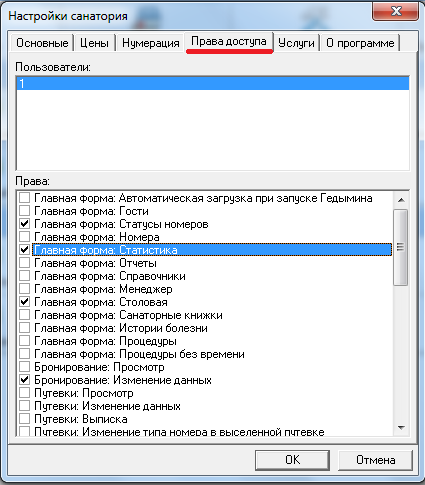 Настройки санатория
Основные Цены Нумерация Права доступа Услуги О программе
Пользователи:
1
Права:
Главная форма: Автоматическая загрузка при запуске Гедымина
Главная форма: Гости
Главная форма: Статусы номеров
Главная форма: Номера
Главная форма: Статистика
Главная форма: Отчеты
Главная форма: Справочники
Главная форма: Менеджер
Главная форма: Столовая
Главная форма: Санаторные книжки
Главная форма: Истории болезни
Главная форма: Процедуры
Главная форма: Процедуры без времени
Бронирование: Просмотр
Бронирование: Изменение данных
Путевки: Просмотр
Путевки: Изменение данных
Путевки: Выписка
Путевки: Изменение типа номера в выселенной путевке
OK Отмена